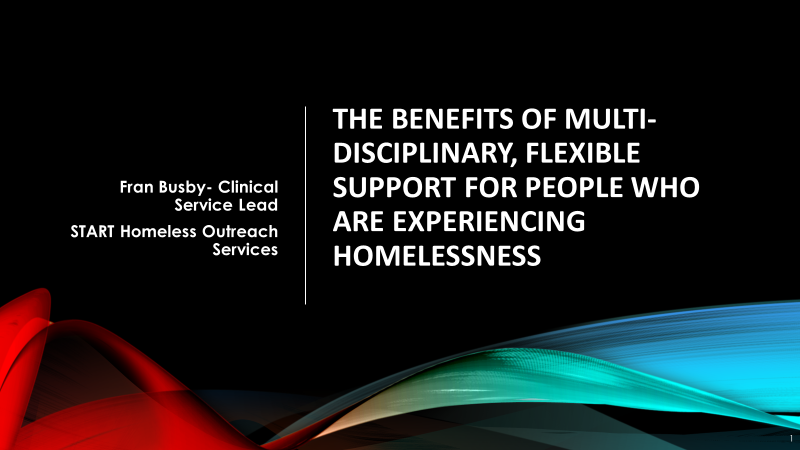 Fran Busby- Clinical
Service Lead
START Homeless Outreach
Services
THE BENEFITS OF MULTI-
DISCIPLINARY, FLEXIBLE
SUPPORT FOR PEOPLE WHO
ARE EXPERIENCING
HOMELESSNESS
1